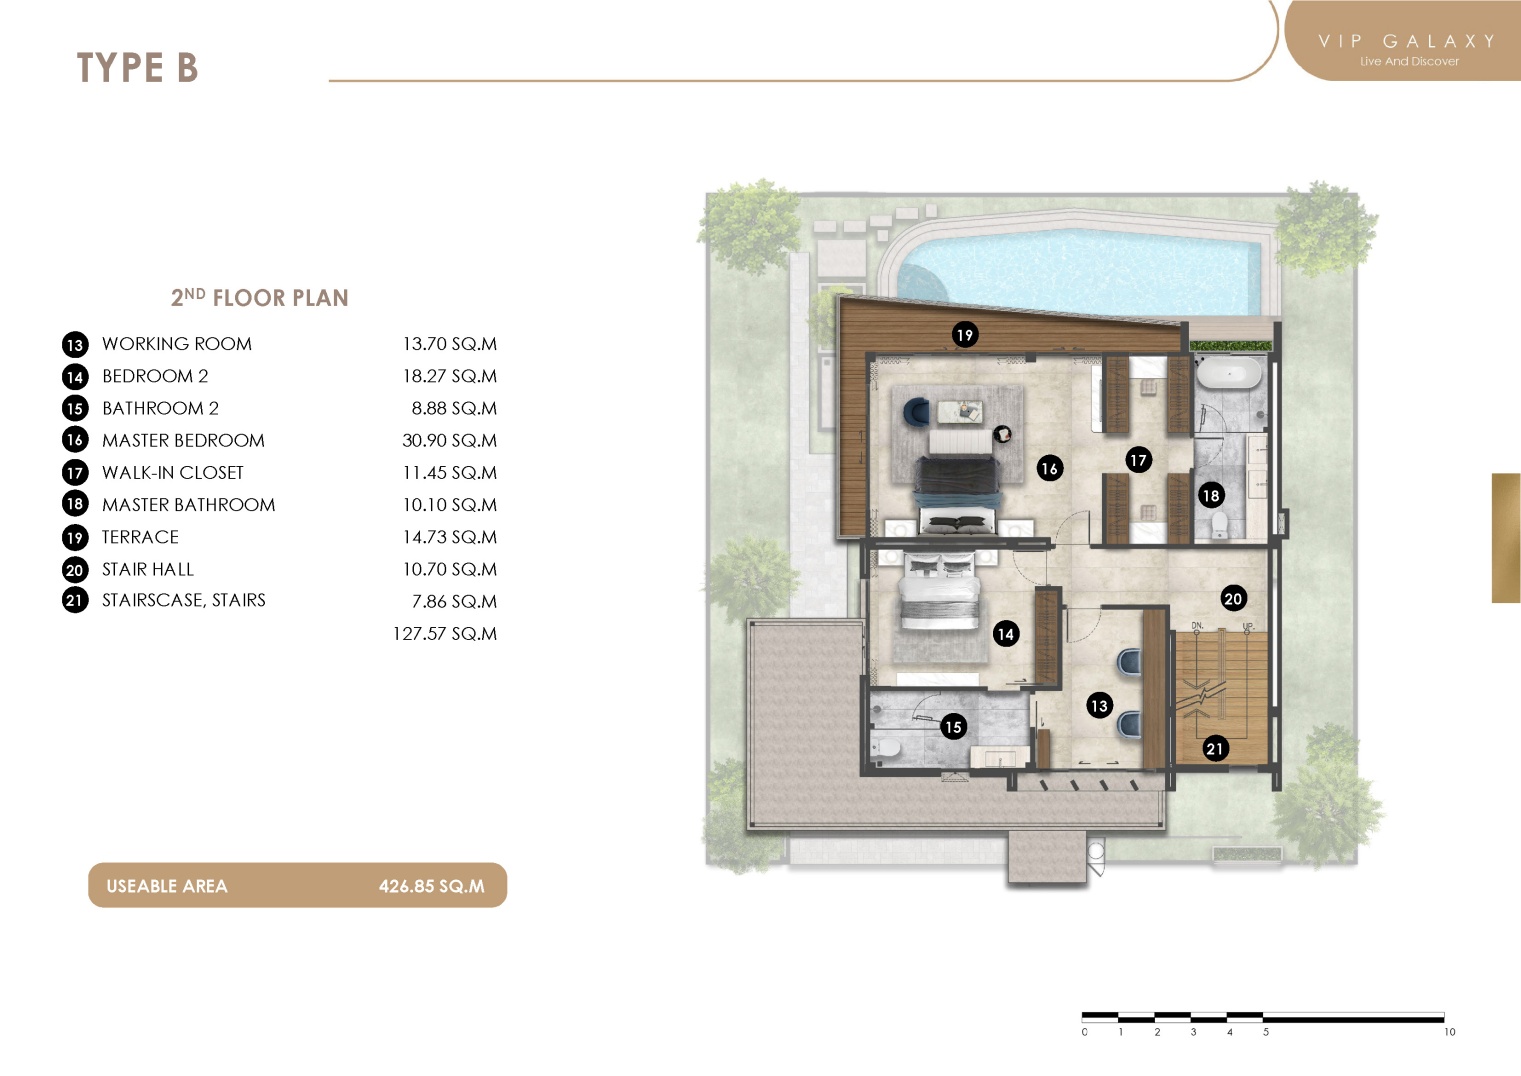 TYPE B
VIP GALAXY
Live And Discover
2ND FLOOR PLAN
13 WORKING ROOM 13.70 SQ.M
14 BEDROOM 2 18.27 SQ.M
15 BATHROOM 2 8.88 SQ.M
16 MASTER BEDROOM 30.90 SQ.M
17 WALK-IN CLOSET 11.45 SQ.M
18 MASTER BATHROOM 10.10 SQ.M
19 TERRACE 14.73 SQ.M
20 STAIR HALL 10.70 SQ.M
21 STAIRSCASE, STAIRS 7.86 SQ.M
127.57 SQ.M
USEABLE AREA 426.85 SQ.M
19
16
17
18
20
DN. UP.
14
13
15
21
0 1 2 3 4 5 10